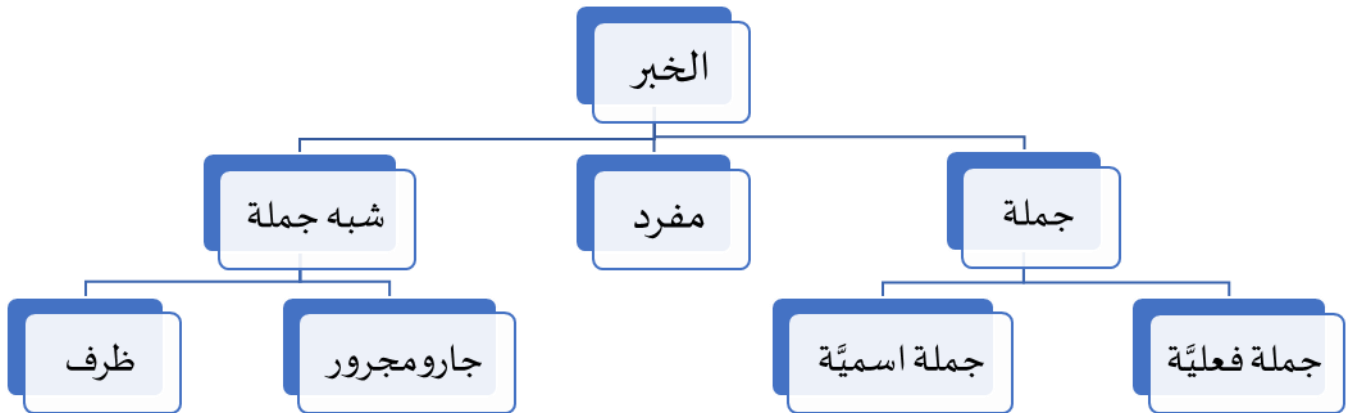 الخبر
جملة
مفرد
شبه جملة
جملة فعليَّة
جملة اسميَّة
جارومجرور
ظرف